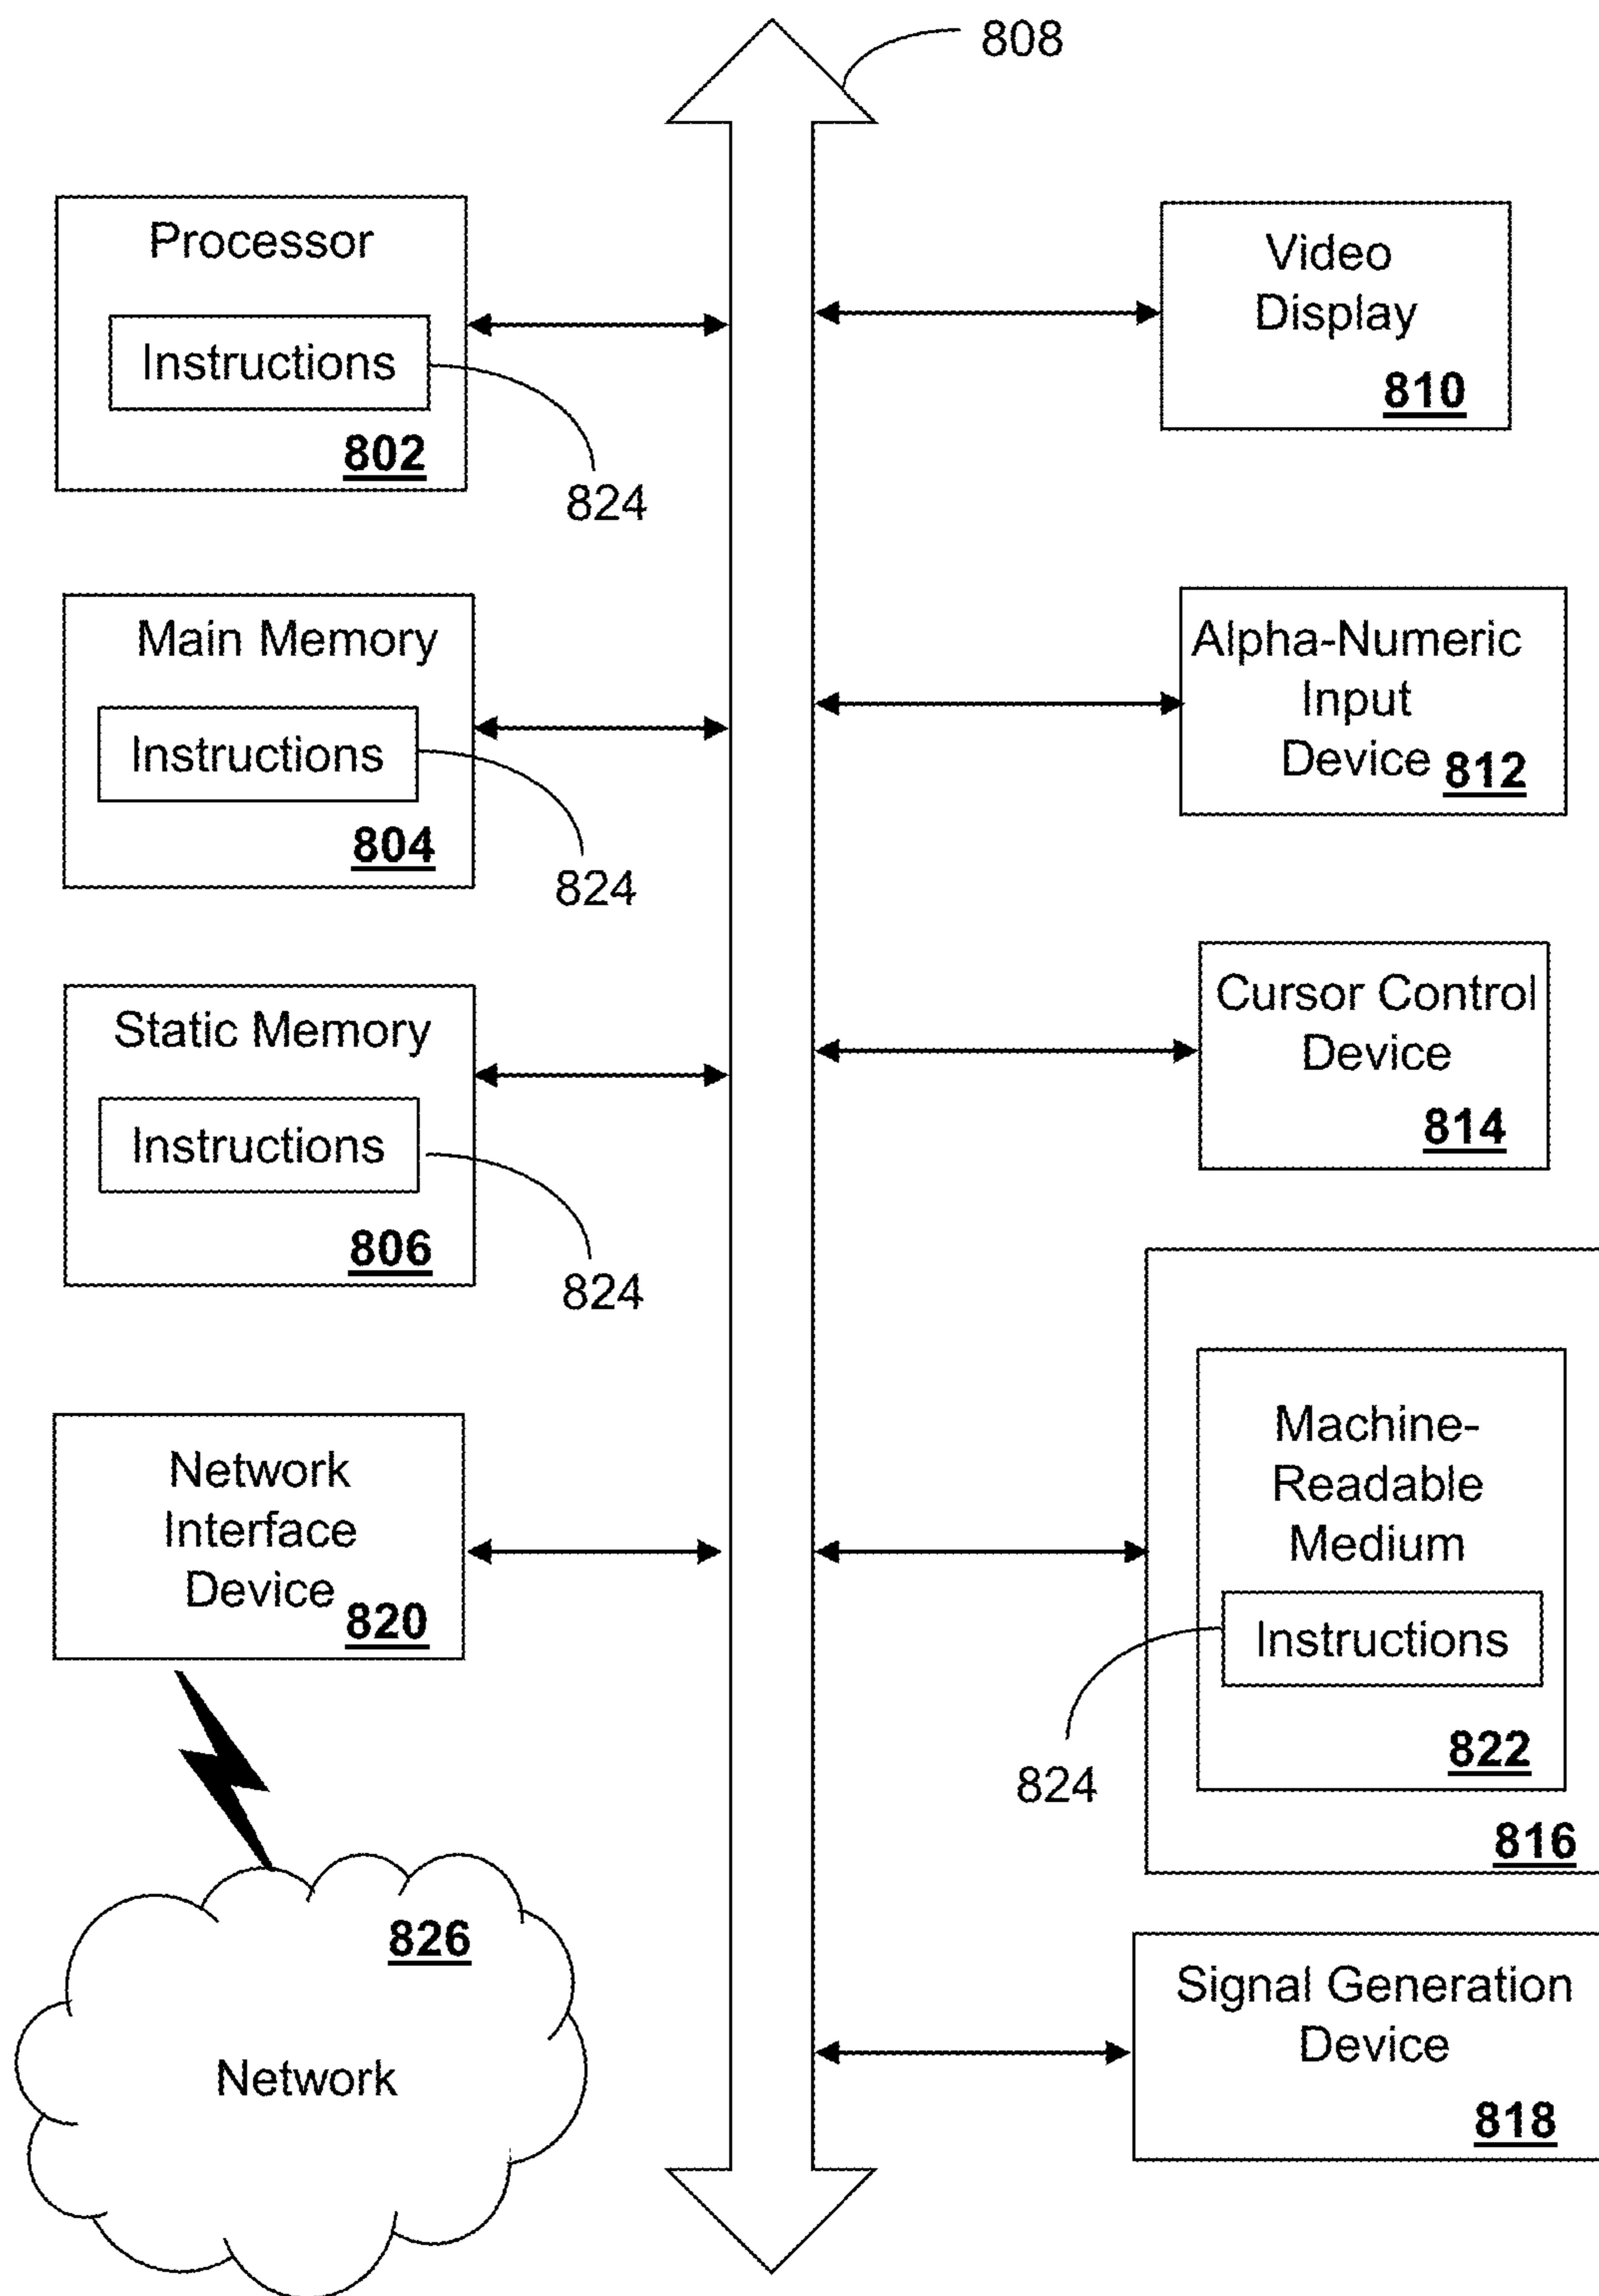 808
Processor
Instructions
802
824
Main Memory
Instructions
804
824
Static Memory
Instructions
806
824
Network
Interface
Device
820
826
Network
Video
Display
810
Alpha-Numeric
Input
Device 812
Cursor Control
Device
814
Machine-
Readable
Medium
Instructions
822
824
816
Signal Generation
Device
818